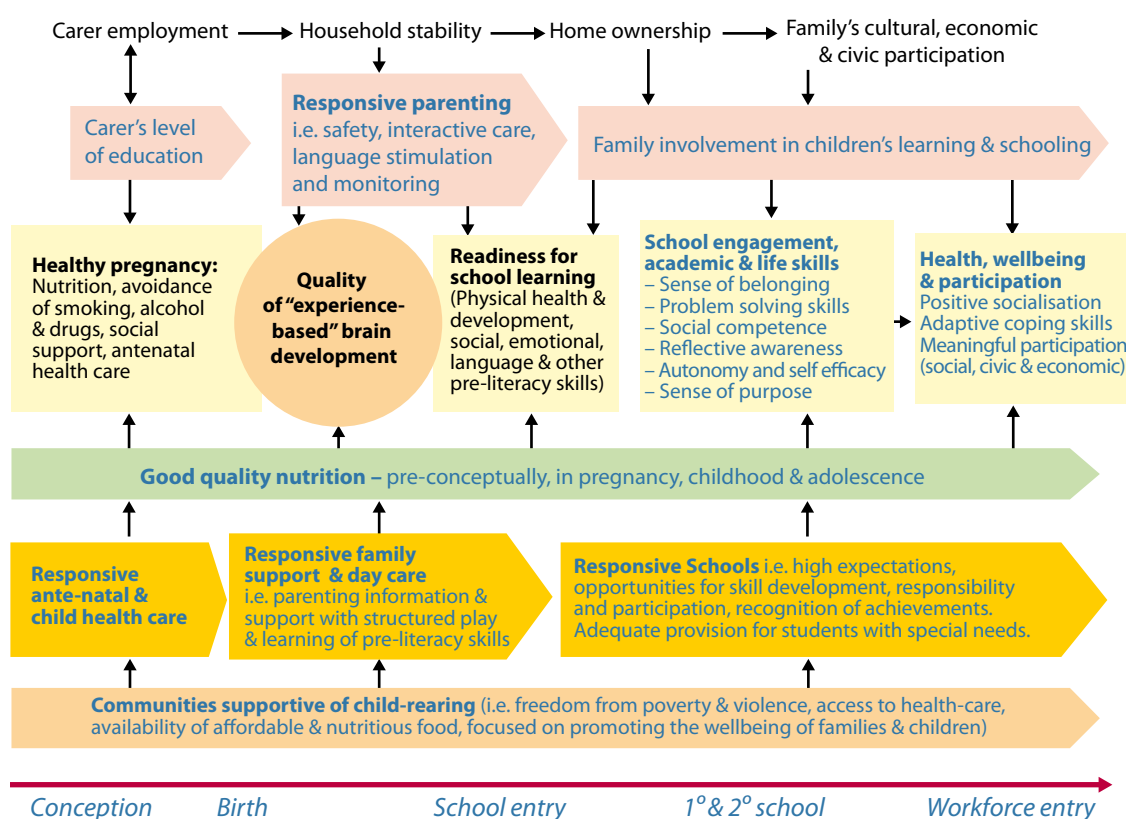 Carer employment
Household stability
Home ownership
Family's cultural, economic
& civic participation
Carer's level
of education
Responsive parenting
i.e. safety, interactive care,
language stimulation
and monitoring
Family involvement in children's learning & schooling
Healthy pregnancy:
Nutrition, avoidance
of smoking, alcohol
& drugs, social
support, antenatal
health care
Quality
of “experience-
based” brain
development
Readiness for
school learning
(Physical health &
development,
social, emotional,
language & other
pre-literacy skills)
School engagement,
academic & life skills
– Sense of belonging
– Problem solving skills
– Social competence
– Reflective awareness
– Autonomy and self efficacy
– Sense of purpose
Health, wellbeing
& participation
Positive socialisation
Adaptive coping skills
Meaningful participation
(social, civic & economic)
Good quality nutrition – pre-conceptually, in pregnancy, childhood & adolescence
Responsive
ante-natal &
child health care
Responsive family
support & day care
i.e. parenting information &
support with structured play
& learning of pre-literacy skills
Responsive Schools i.e. high expectations,
opportunities for skill development, responsibility
and participation, recognition of achievements.
Adequate provision for students with special needs.
Communities supportive of child-rearing (i.e. freedom from poverty & violence, access to health-care,
availability of affordable & nutritious food, focused on promoting the wellbeing of families & children)
Conception
Birth
School entry
1° & 2° school
Workforce entry